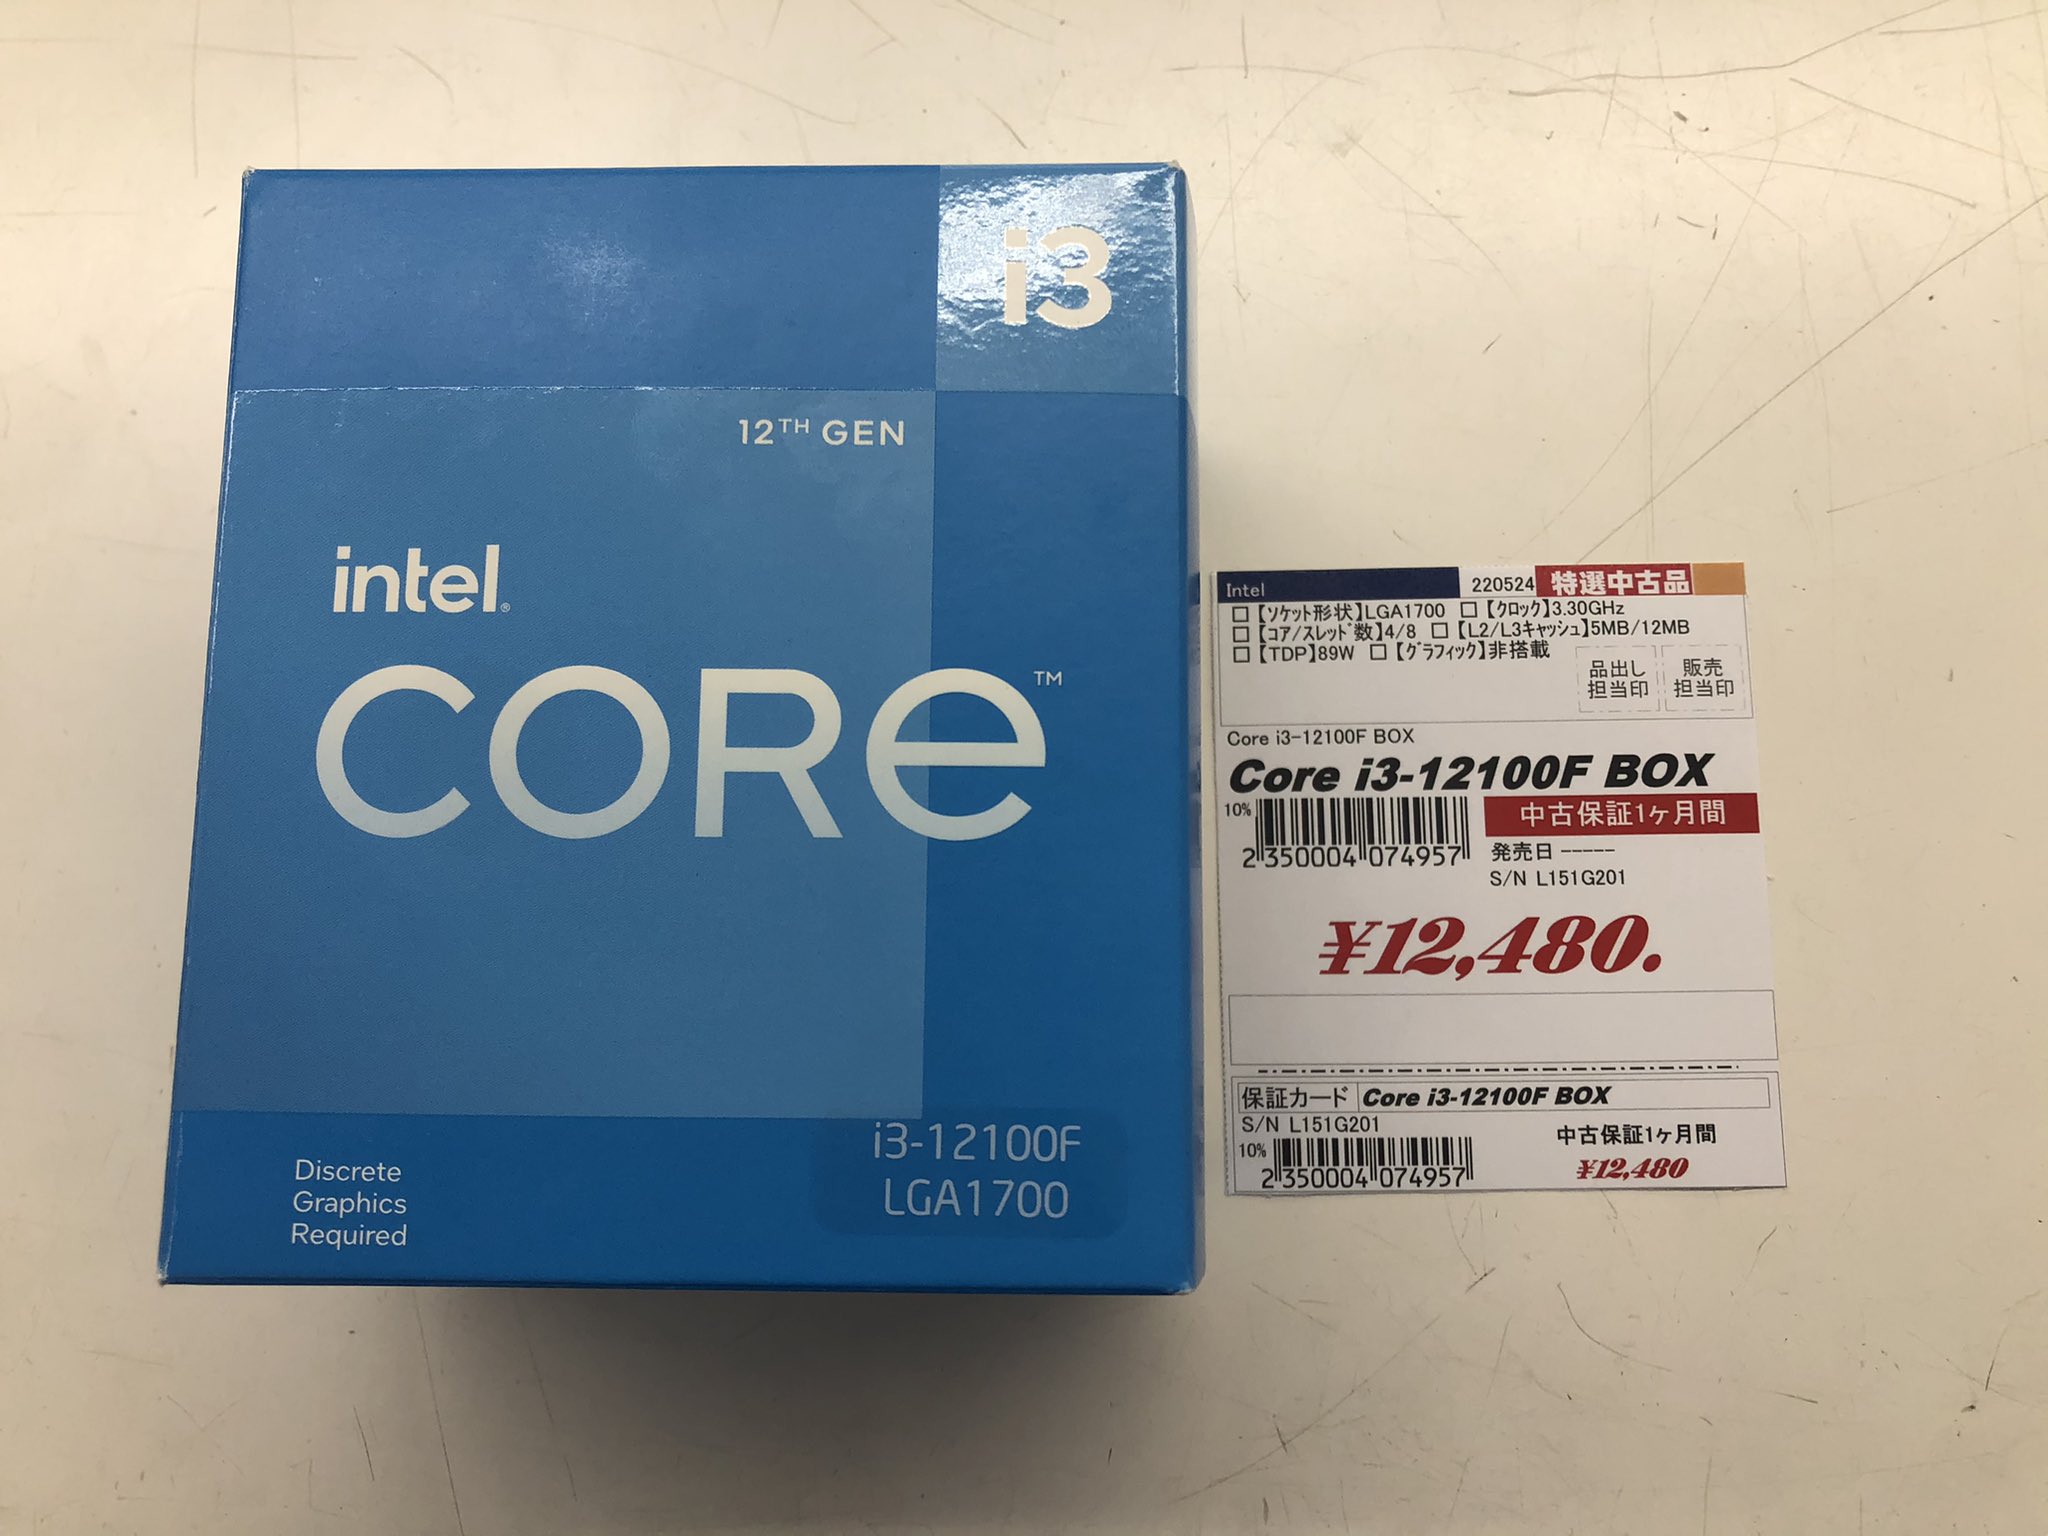 i3
12TH GEN
intel®
CORE™
i3-12100F
LGA1700
Discrete
Graphics
Required
Intel 220524 特選中古品
□【ソケット形状】LGA1700 □【クロック】3.30GHz
□【コア/スレッド数】4/8 □【L2/L3キャッシュ】5MB/12MB
□【TDP】89W □【グラフィック】非搭載
品出し 販売
担当印 担当印
Core i3-12100F BOX
Core i3-12100F BOX
10% 中古保証1ヶ月間
2350004074957 発売日 -----
S/N L151G201
¥12,480.
保証カード Core i3-12100F BOX
S/N L151G201
10% 中古保証1ヶ月間
2350004074957 ¥12,480